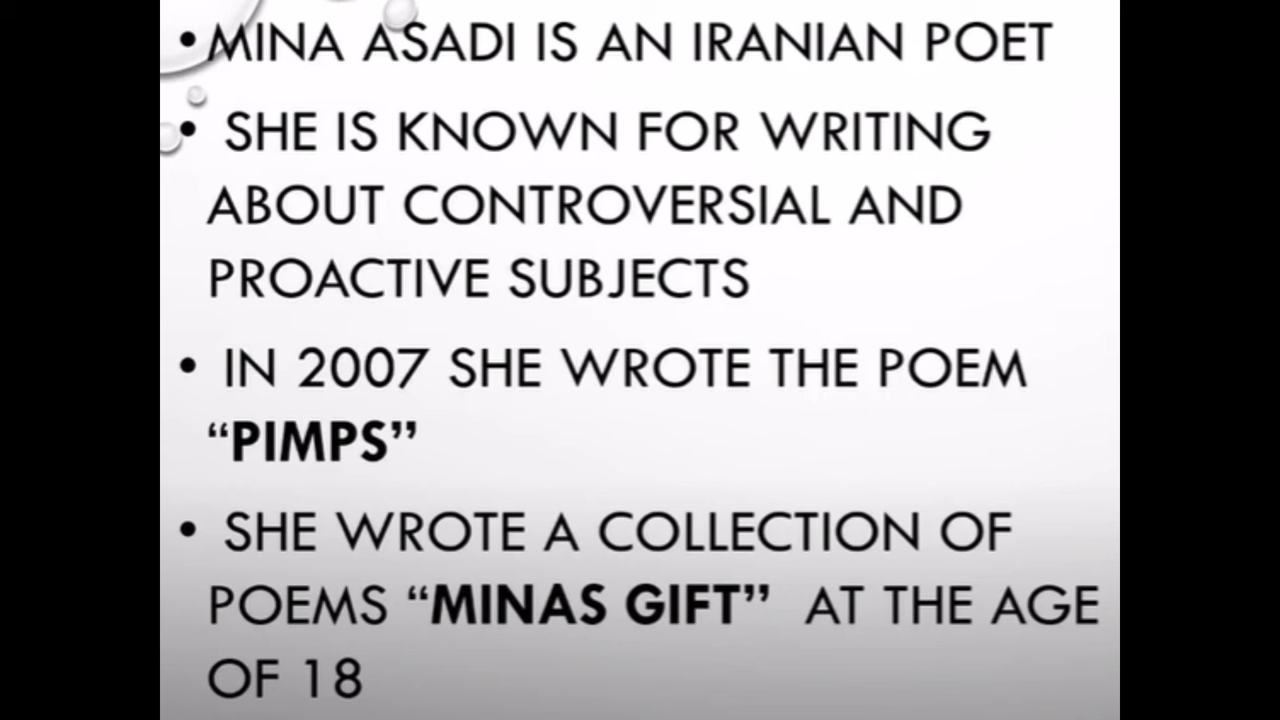 •MINA ASADI IS AN IRANIAN POET
• SHE IS KNOWN FOR WRITING
ABOUT CONTROVERSIAL AND
PROACTIVE SUBJECTS
• IN 2007 SHE WROTE THE POEM
“PIMPS”
• SHE WROTE A COLLECTION OF
POEMS “MINAS GIFT” AT THE AGE
OF 18